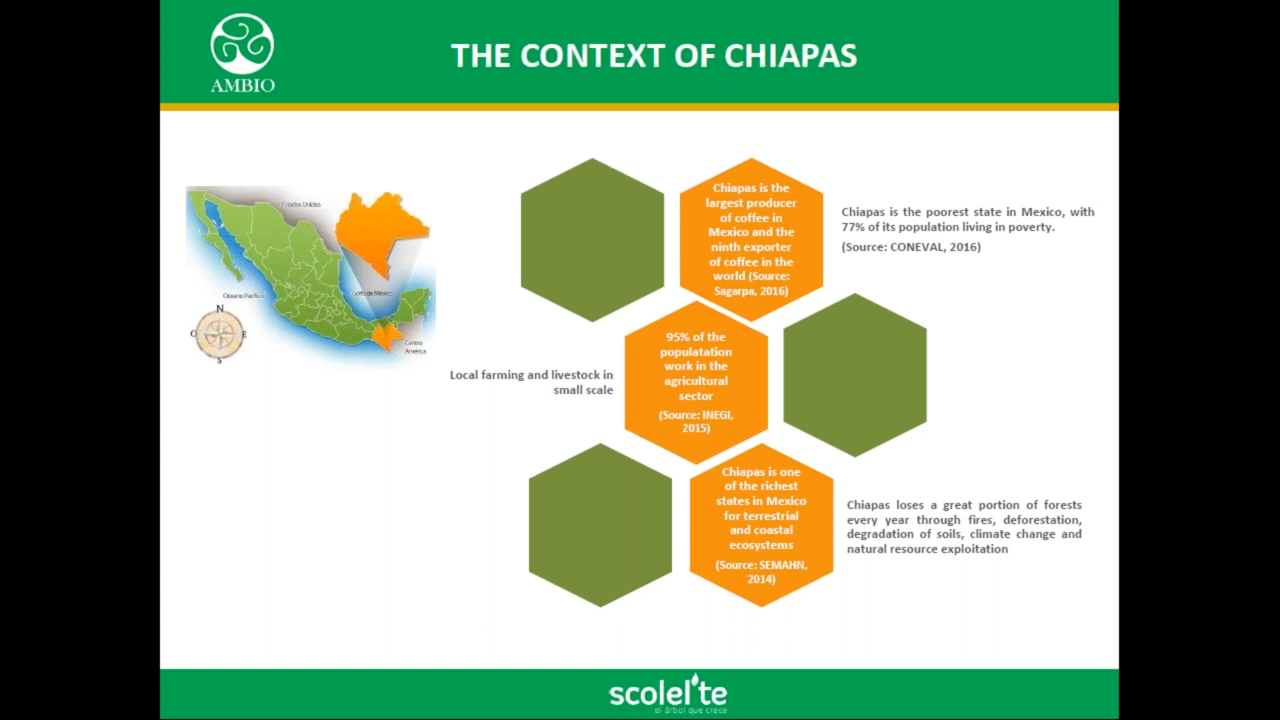 AMBIO
THE CONTEXT OF CHIAPAS
Estados Unidos
Golfo de México
Oceano Pacífico
N
O
E
S
Centro
América
Chiapas is the
largest producer
of coffee in
Mexico and the
ninth exporter
of coffee in the
world (Source:
Sagarpa, 2016)
Chiapas is the poorest state in Mexico, with
77% of its population living in poverty.
(Source: CONEVAL, 2016)
Local farming and livestock in
small scale
95% of the
populatation
work in the
agricultural
sector
(Source: INEGI,
2015)
Chiapas is one
of the richest
states in Mexico
for terrestrial
and coastal
ecosystems
(Source: SEMAHN,
2014)
Chiapas loses a great portion of forests
every year through fires, deforestation,
degradation of soils, climate change and
natural resource exploitation
scolel'te
el árbol que crece